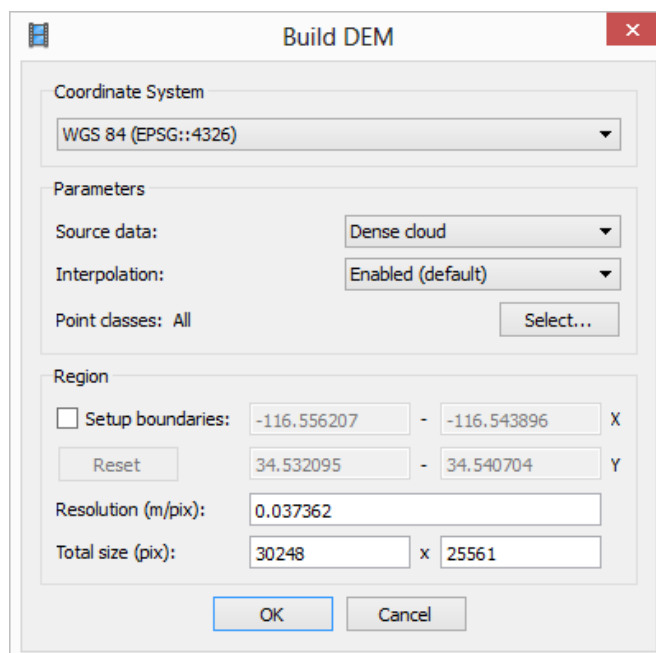 Build DEM
Coordinate System
WGS 84 (EPSG::4326)
Parameters
Source data: Dense cloud
Interpolation: Enabled (default)
Point classes: All Select...
Region
Setup boundaries: -116.556207 - -116.543896 X
Reset 34.532095 - 34.540704 Y
Resolution (m/pix): 0.037362
Total size (pix): 30248 x 25561
OK Cancel